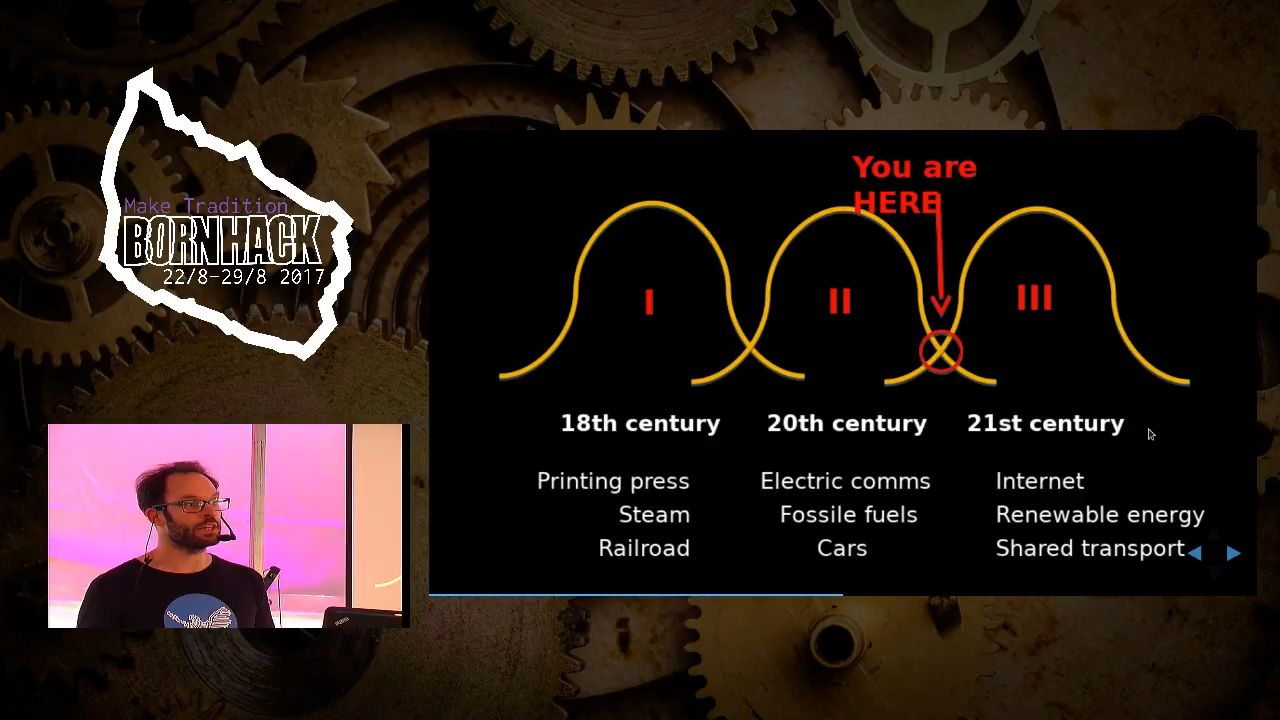 Make Tradition
BORNHACK
22/8-29/8 2017
You are
HERE
I
II
III
18th century
20th century
21st century
Printing press
Steam
Railroad
Electric comms
Fossile fuels
Cars
Internet
Renewable energy
Shared transport